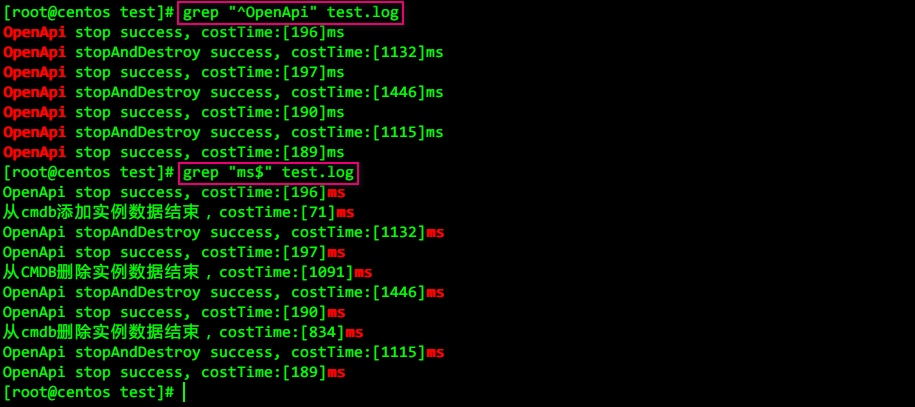 [root@centos test]# grep "^OpenApi" test.log
OpenApi stop success, costTime:[196]ms
OpenApi stopAndDestroy success, costTime:[1132]ms
OpenApi stop success, costTime:[197]ms
OpenApi stopAndDestroy success, costTime:[1446]ms
OpenApi stop success, costTime:[190]ms
OpenApi stopAndDestroy success, costTime:[1115]ms
OpenApi stop success, costTime:[189]ms
[root@centos test]# grep "ms$" test.log
OpenApi stop success, costTime:[196]ms
从cmdb添加实例数据结束，costTime:[71]ms
OpenApi stopAndDestroy success, costTime:[1132]ms
OpenApi stop success, costTime:[197]ms
从CMDB删除实例数据结束，costTime:[1091]ms
OpenApi stopAndDestroy success, costTime:[1446]ms
OpenApi stop success, costTime:[190]ms
从cmdb删除实例数据结束，costTime:[834]ms
OpenApi stopAndDestroy success, costTime:[1115]ms
OpenApi stop success, costTime:[189]ms
[root@centos test]#